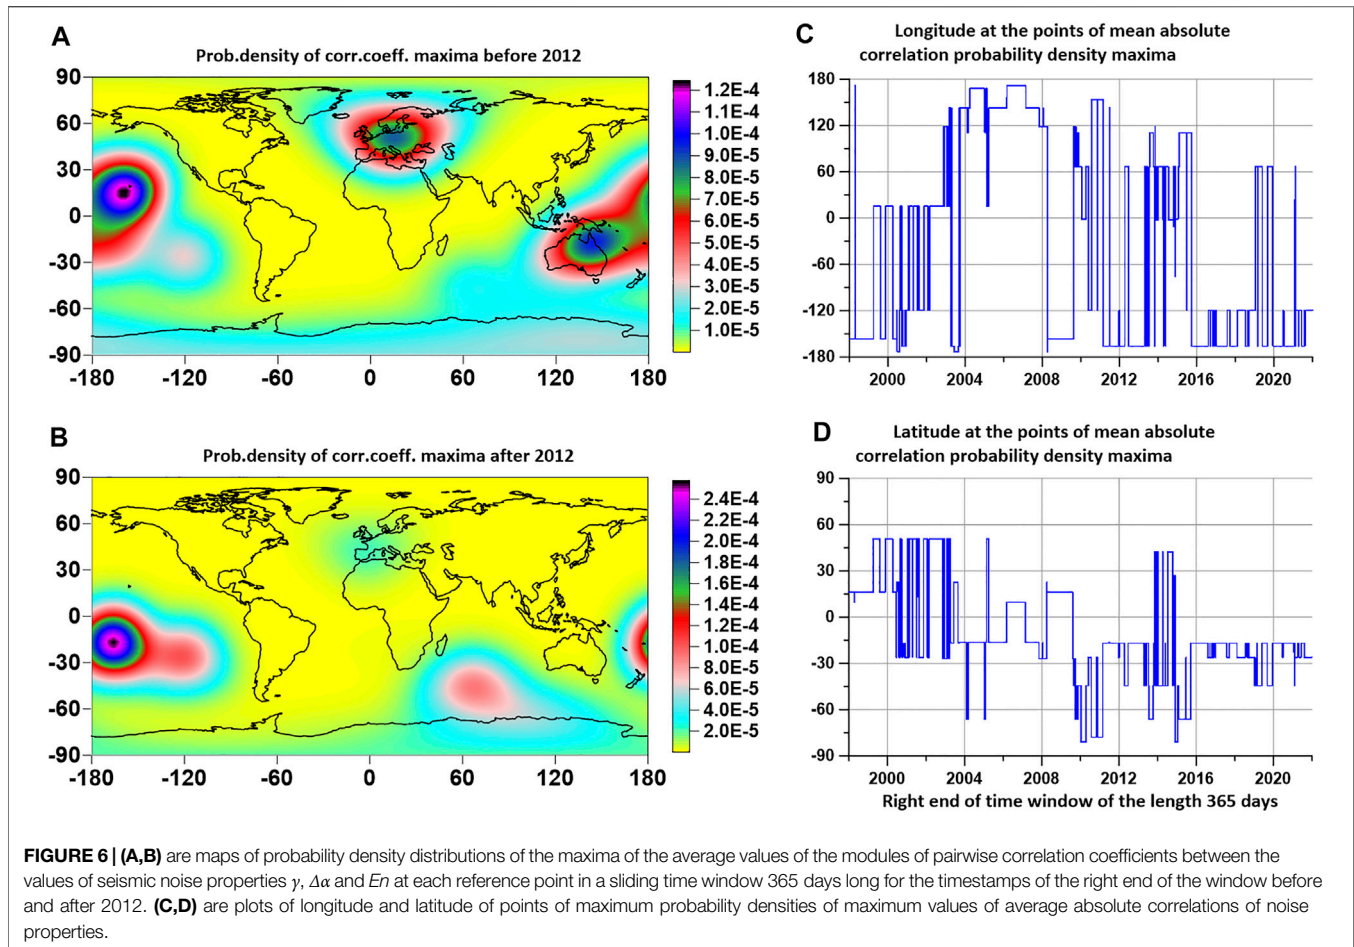 A
Prob.density of corr.coeff. maxima before 2012
90
60
30
0
-30
-60
-90
-180 -120 -60 0 60 120 180
1.2E-4
1.1E-4
1.0E-4
9.0E-5
8.0E-5
7.0E-5
6.0E-5
5.0E-5
4.0E-5
3.0E-5
2.0E-5
1.0E-5
B
Prob.density of corr.coeff. maxima after 2012
90
60
30
0
-30
-60
-90
-180 -120 -60 0 60 120 180
2.4E-4
2.2E-4
2.0E-4
1.8E-4
1.6E-4
1.4E-4
1.2E-4
1.0E-4
8.0E-5
6.0E-5
4.0E-5
2.0E-5
C
Longitude at the points of mean absolute
correlation probability density maxima
180
120
60
0
-60
-120
-180
2000 2004 2008 2012 2016 2020
D
Latitude at the points of mean absolute
correlation probability density maxima
90
60
30
0
-30
-60
-90
2000 2004 2008 2012 2016 2020
Right end of time window of the length 365 days
FIGURE 6 | (A,B) are maps of probability density distributions of the maxima of the average values of the modules of pairwise correlation coefficients between the
values of seismic noise properties γ, Δα and En at each reference point in a sliding time window 365 days long for the timestamps of the right end of the window before
and after 2012. (C,D) are plots of longitude and latitude of points of maximum probability densities of maximum values of average absolute correlations of noise
properties.